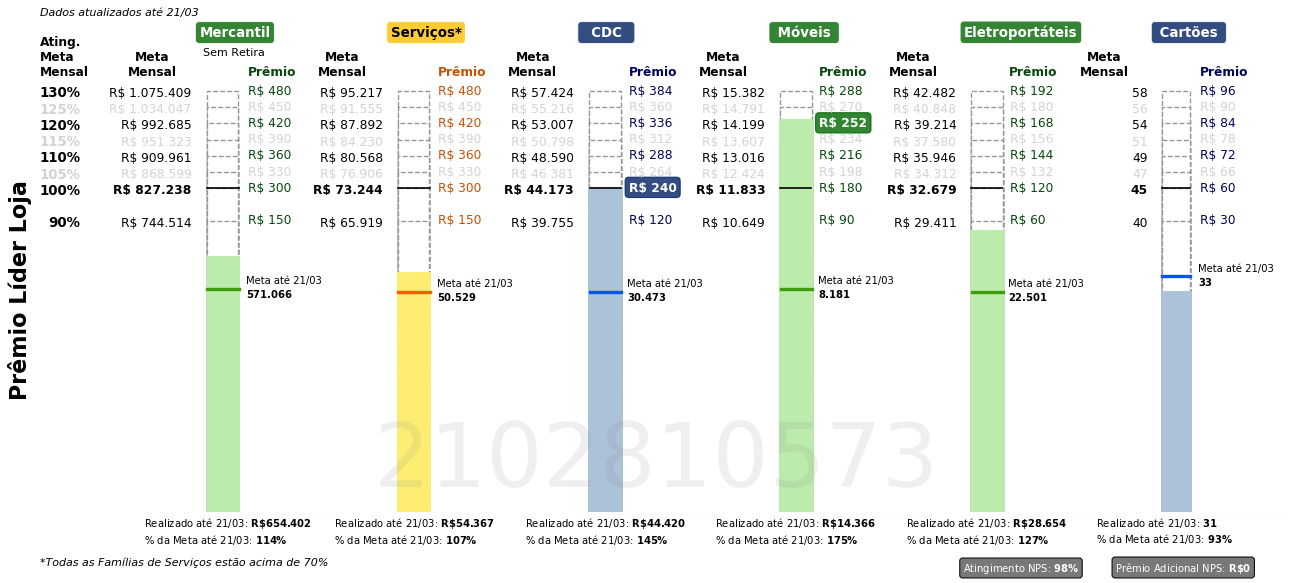 Dados atualizados até 21/03
Mercantil Serviços* CDC Móveis Eletroportáteis Cartões
Sem Retira
Ating. Meta Mensal
Meta Mensal Prêmio Meta Mensal Prêmio Meta Mensal Prêmio Meta Mensal Prêmio Meta Mensal Prêmio Meta Mensal Prêmio
130% R$ 1.075.409 R$ 480 R$ 95.217 R$ 480 R$ 57.424 R$ 384 R$ 15.382 R$ 288 R$ 42.482 R$ 192 58 R$ 96
125% R$ 1.034.047 R$ 450 R$ 91.555 R$ 450 R$ 55.216 R$ 360 R$ 14.791 R$ 270 R$ 40.848 R$ 180 56 R$ 90
120% R$ 992.685 R$ 420 R$ 87.892 R$ 420 R$ 53.007 R$ 336 R$ 14.199 R$ 252 R$ 39.214 R$ 168 54 R$ 84
115% R$ 951.323 R$ 390 R$ 84.230 R$ 390 R$ 50.798 R$ 312 R$ 13.607 R$ 234 R$ 37.580 R$ 156 51 R$ 78
110% R$ 909.961 R$ 360 R$ 80.568 R$ 360 R$ 48.590 R$ 288 R$ 13.016 R$ 216 R$ 35.946 R$ 144 49 R$ 72
105% R$ 868.599 R$ 330 R$ 76.906 R$ 330 R$ 46.381 R$ 264 R$ 12.424 R$ 198 R$ 34.312 R$ 132 47 R$ 66
100% R$ 827.238 R$ 300 R$ 73.244 R$ 300 R$ 44.173 R$ 240 R$ 11.833 R$ 180 R$ 32.679 R$ 120 45 R$ 60
90% R$ 744.514 R$ 150 R$ 65.919 R$ 150 R$ 39.755 R$ 120 R$ 10.649 R$ 90 R$ 29.411 R$ 60 40 R$ 30
Prêmio Líder Loja
Meta até 21/03 Meta até 21/03 Meta até 21/03 Meta até 21/03 Meta até 21/03 Meta até 21/03
571.066 50.529 30.473 8.181 22.501 33
2102810573
Realizado até 21/03: R$654.402 Realizado até 21/03: R$54.367 Realizado até 21/03: R$44.420 Realizado até 21/03: R$14.366 Realizado até 21/03: R$28.654 Realizado até 21/03: 31
% da Meta até 21/03: 114% % da Meta até 21/03: 107% % da Meta até 21/03: 145% % da Meta até 21/03: 175% % da Meta até 21/03: 127% % da Meta até 21/03: 93%
*Todas as Famílias de Serviços estão acima de 70%
Atingimento NPS: 98% Prêmio Adicional NPS: R$0